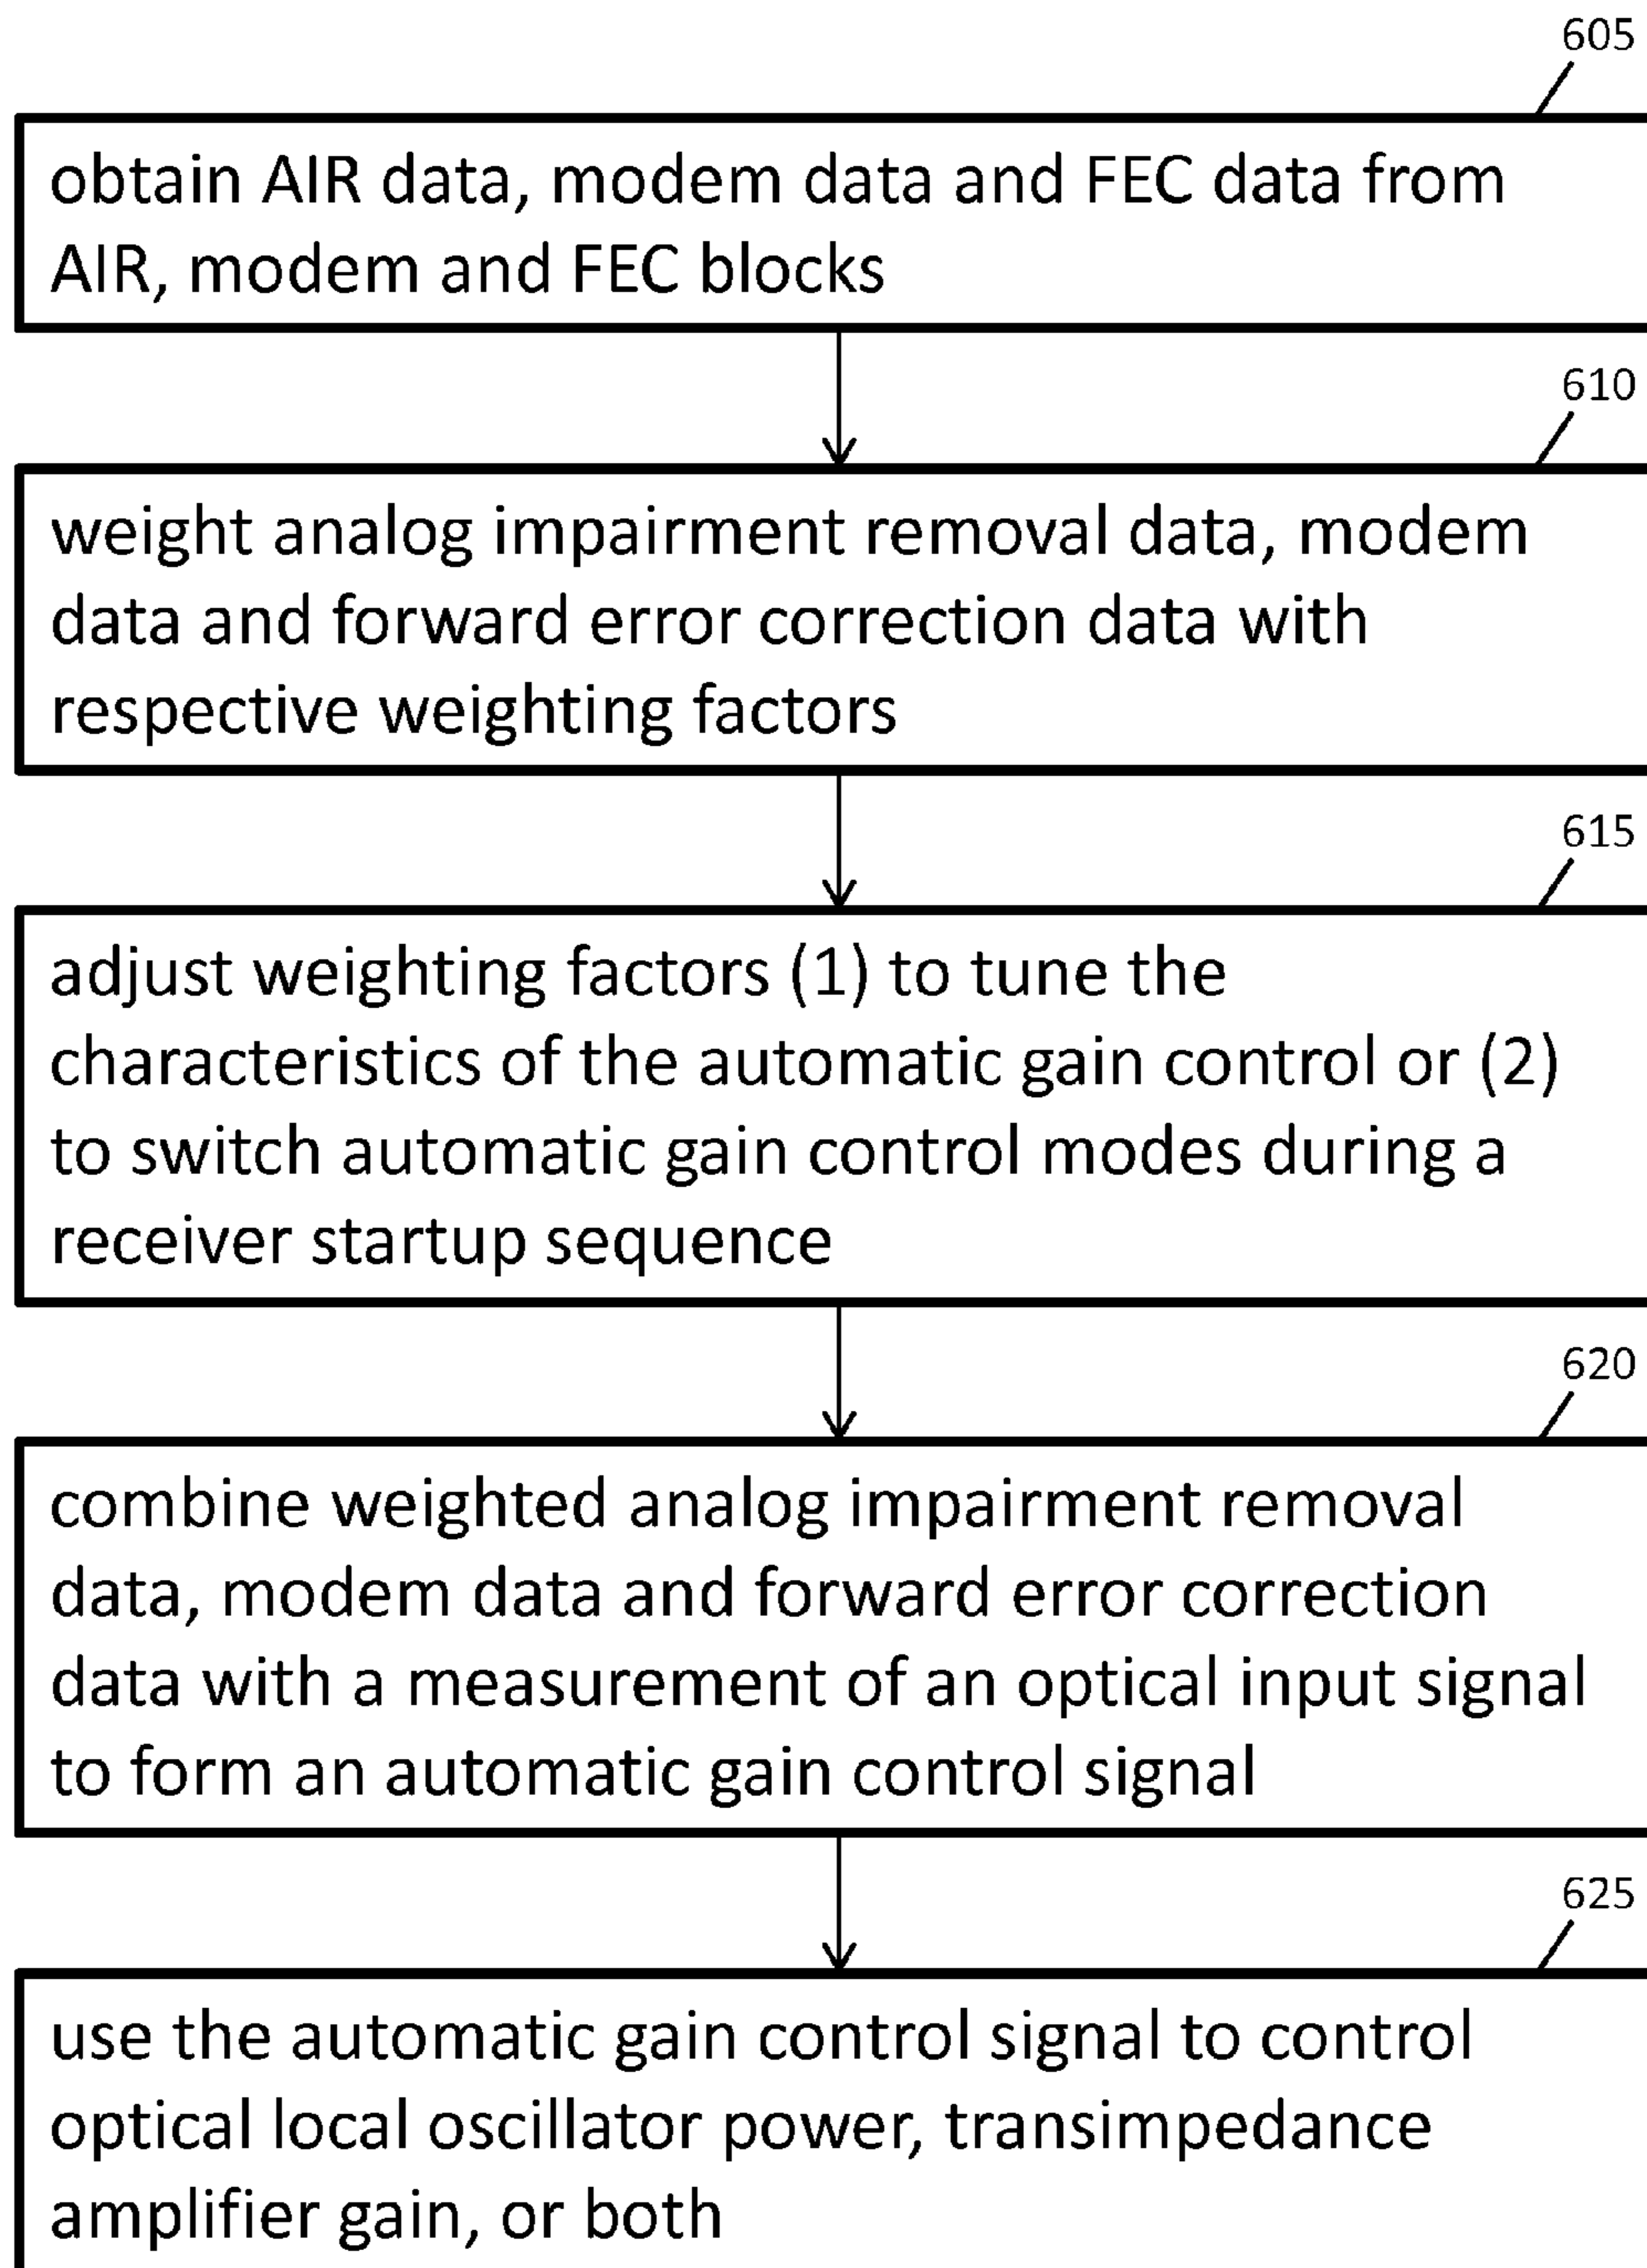 605
obtain AIR data, modem data and FEC data from
AIR, modem and FEC blocks
610
weight analog impairment removal data, modem
data and forward error correction data with
respective weighting factors
615
adjust weighting factors (1) to tune the
characteristics of the automatic gain control or (2)
to switch automatic gain control modes during a
receiver startup sequence
620
combine weighted analog impairment removal
data, modem data and forward error correction
data with a measurement of an optical input signal
to form an automatic gain control signal
625
use the automatic gain control signal to control
optical local oscillator power, transimpedance
amplifier gain, or both